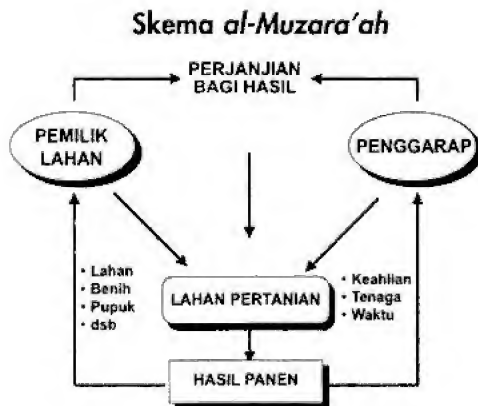 Skema al-Muzara'ah
PERJANJIAN
BAGI HASIL
PEMILIK
LAHAN
PENGGARAP
• Lahan
• Benih
• Pupuk
• dsb
LAHAN PERTANIAN
• Keahlian
• Tenaga
• Waktu
HASIL PANEN